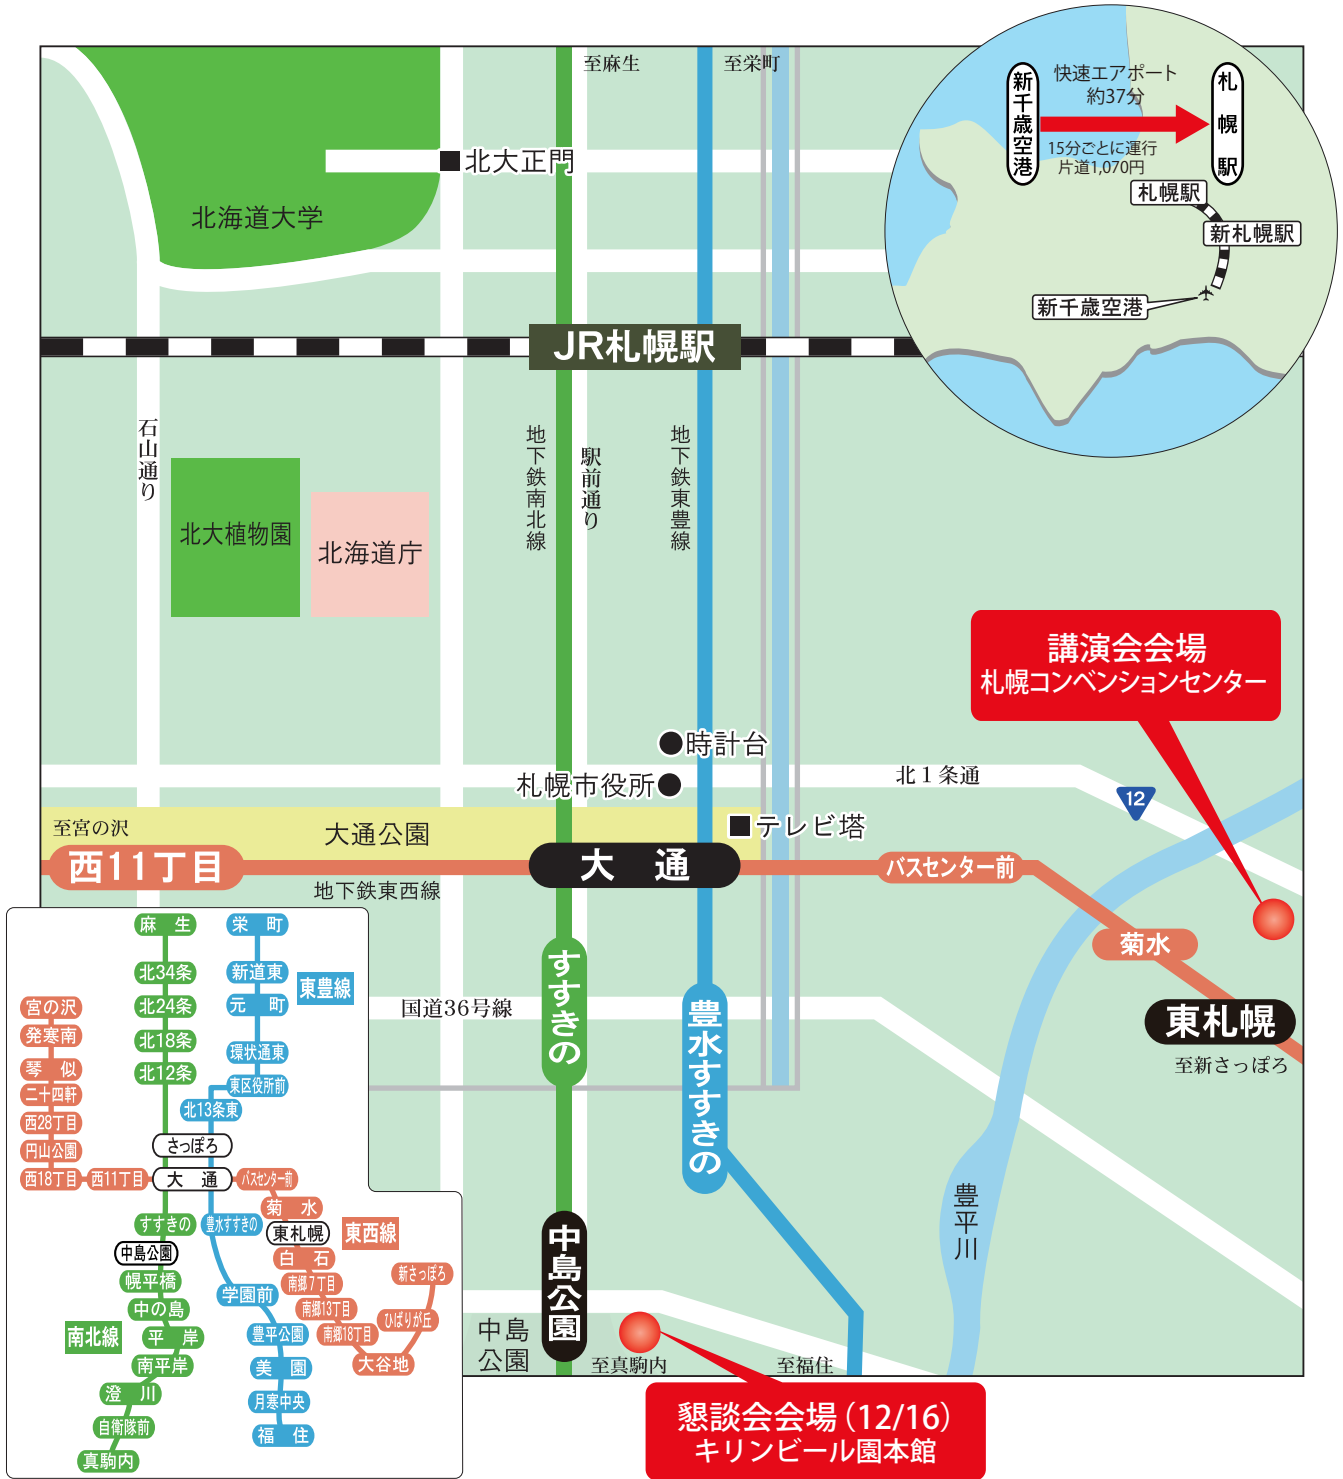 至麻生
至栄町
新千歳空港
快速エアポート
約37分
15分ごとに運行
片道1,070円
札幌駅
札幌駅
新札幌駅
新千歳空港
北大正門
北海道大学
JR札幌駅
石山通り
地下鉄南北線
駅前通り
地下鉄東豊線
北大植物園
北海道庁
講演会会場
札幌コンベンションセンター
時計台
札幌市役所
北1条通
12
至宮の沢
大通公園
テレビ塔
西11丁目
大 通
バスセンター前
地下鉄東西線
菊水
東札幌
至新さっぽろ
すすきの
国道36号線
豊水すすきの
豊平川
中島公園
中島
公園
至真駒内
至福住
懇談会会場(12/16)
キリンビール園本館
麻 生
北34条
北24条
北18条
北12条
栄 町
新道東
元 町
環状通東
東区役所前
北13条東
東豊線
宮の沢
発寒南
琴 似
二十四軒
西28丁目
円山公園
西18丁目
西11丁目
さっぽろ
大 通
バスセンター前
菊 水
東札幌
白 石
南郷7丁目
南郷13丁目
南郷18丁目
大谷地
ひばりが丘
新さっぽろ
東西線
すすきの
豊水すすきの
中島公園
幌平橋
中の島
平 岸
南平岸
澄 川
自衛隊前
真駒内
南北線
学園前
豊平公園
美 園
月寒中央
福 住